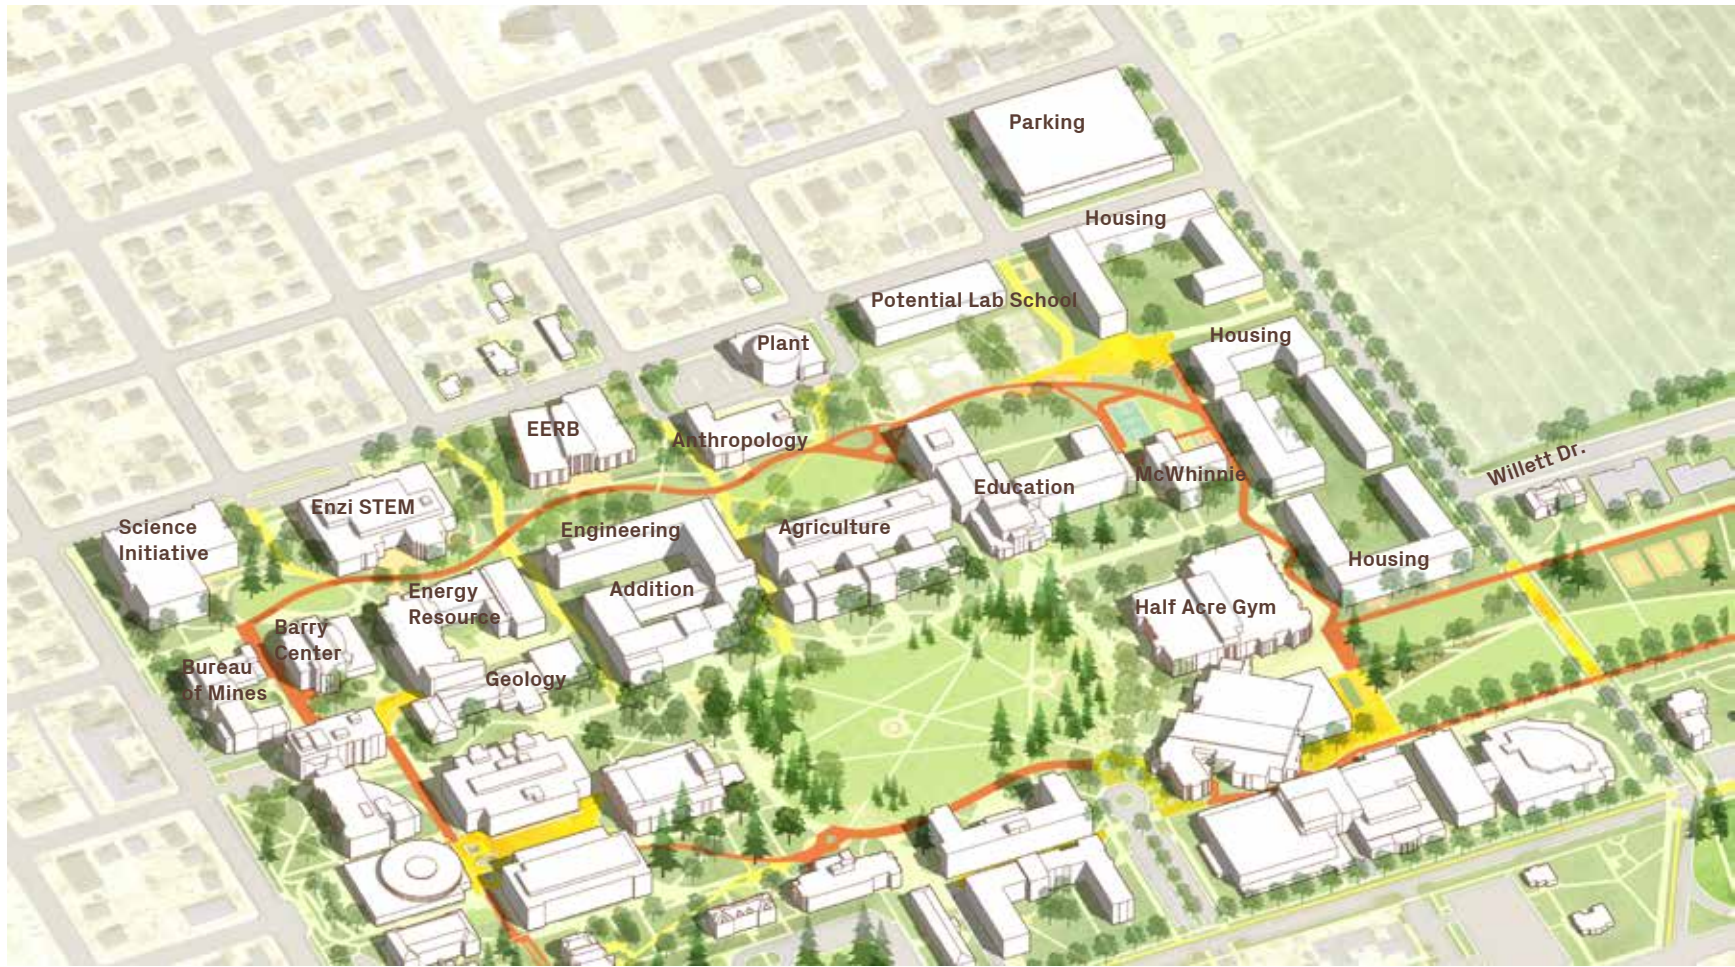 Parking
Housing
Potential Lab School
Housing
Plant
EERB
Anthropology
Willett Dr.
McWhinnie
Education
Enzi STEM
Science
Initiative
Engineering
Agriculture
Housing
Energy
Resource
Addition
Half Acre Gym
Barry
Center
Bureau
of Mines
Geology